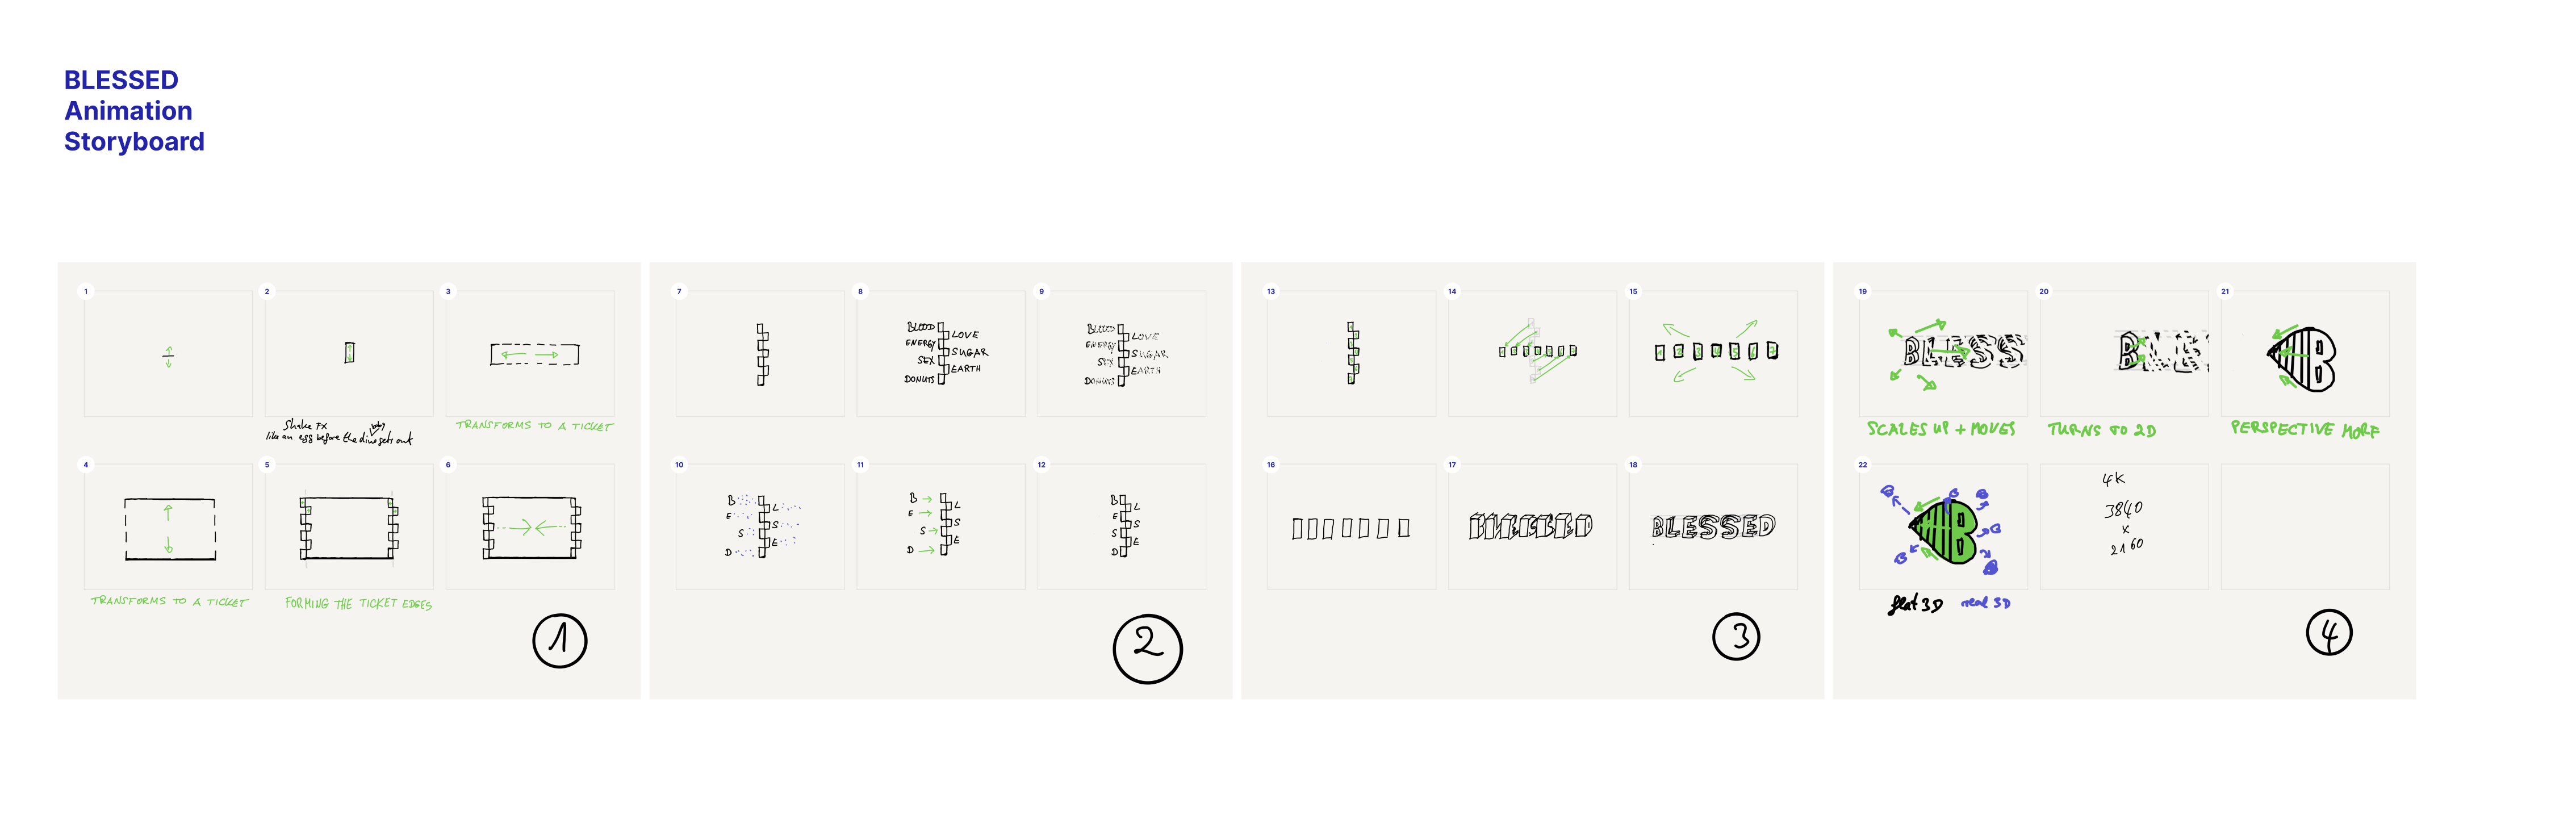 BLESSED
Animation
Storyboard
1
2
3
Shake FX
like an egg before the dino gets out
baby
TRANSFORMS TO A TICKET
4
5
6
TRANSFORMS TO A TICKET
FORMING THE TICKET EDGES
1
7
8
9
BLOOD
LOVE
ENERGY
SUGAR
SEX
EARTH
DONUTS
BLOOD
LOVE
ENERGY
SUGAR
SEX
EARTH
DONUTS
10
11
12
B
L
E
S
S
E
D
B
L
E
S
S
E
D
B
L
E
S
S
E
D
2
13
14
15
16
17
18
BLESSED
3
19
20
21
BLESS
B
B
SCALES UP + MOVES
TURNS TO 2D
PERSPECTIVE MORF
22
B
4K
3840
x
2160
flat 3D
real 3D
4